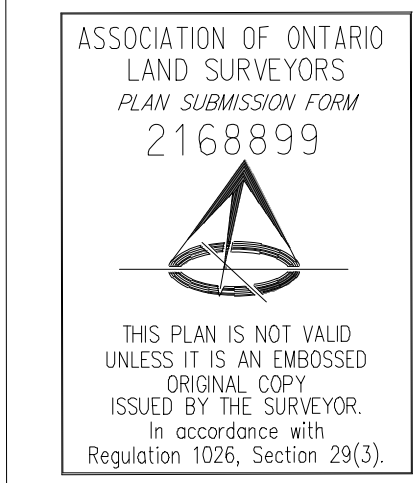 ASSOCIATION OF ONTARIO
LAND SURVEYORS
PLAN SUBMISSION FORM
2168899
THIS PLAN IS NOT VALID
UNLESS IT IS AN EMBOSSED
ORIGINAL COPY
ISSUED BY THE SURVEYOR.
In accordance with
Regulation 1026, Section 29(3).